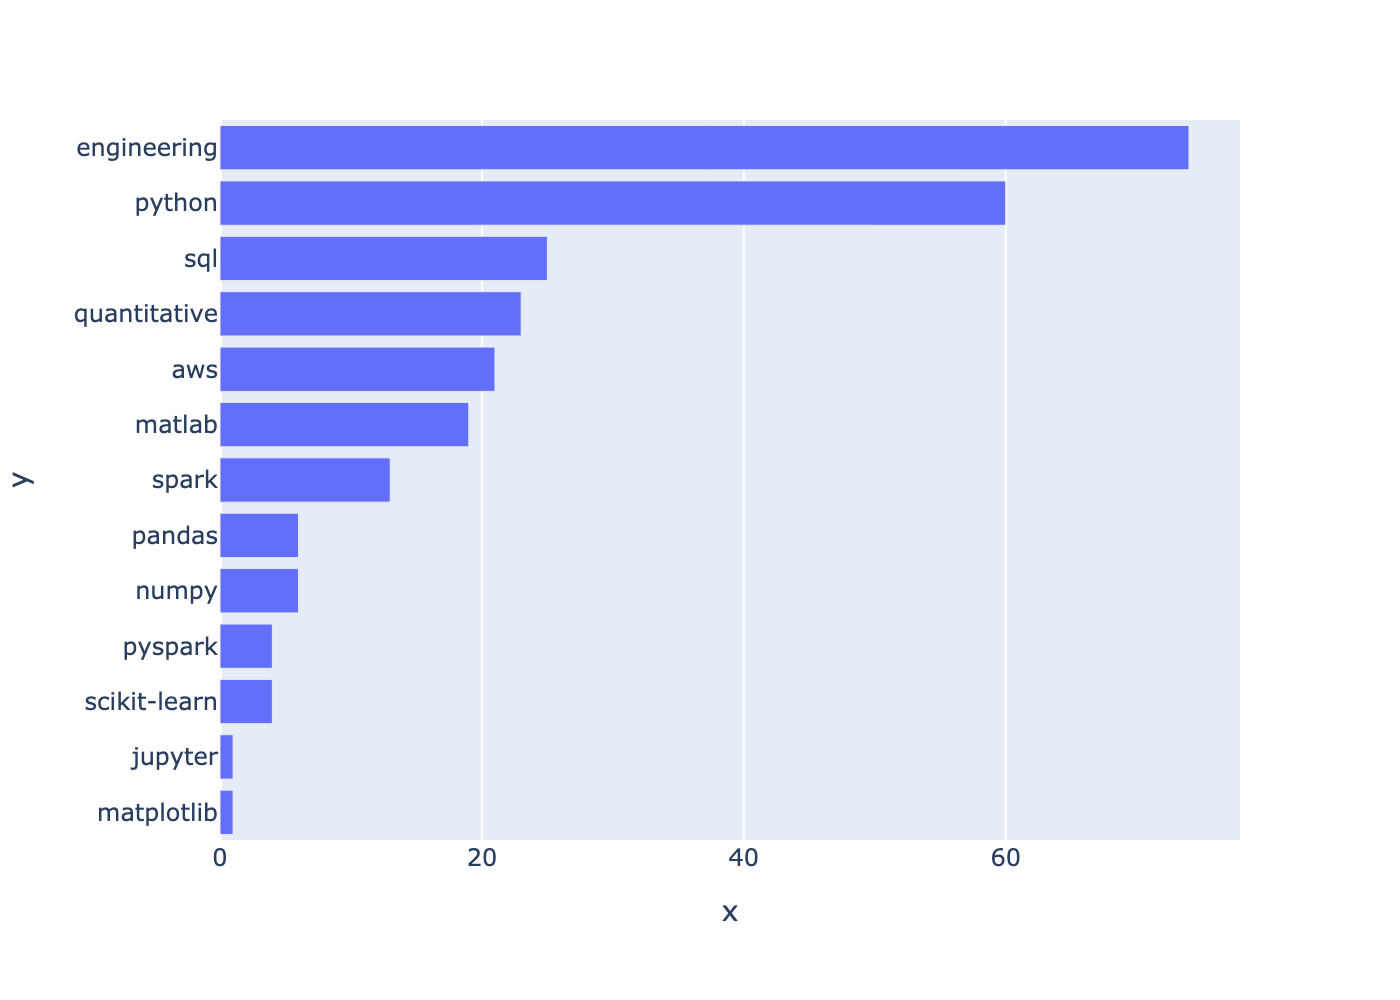 engineering
python
sql
quantitative
aws
matlab
spark
pandas
numpy
pyspark
scikit-learn
jupyter
matplotlib
y
0 20 40 60
x